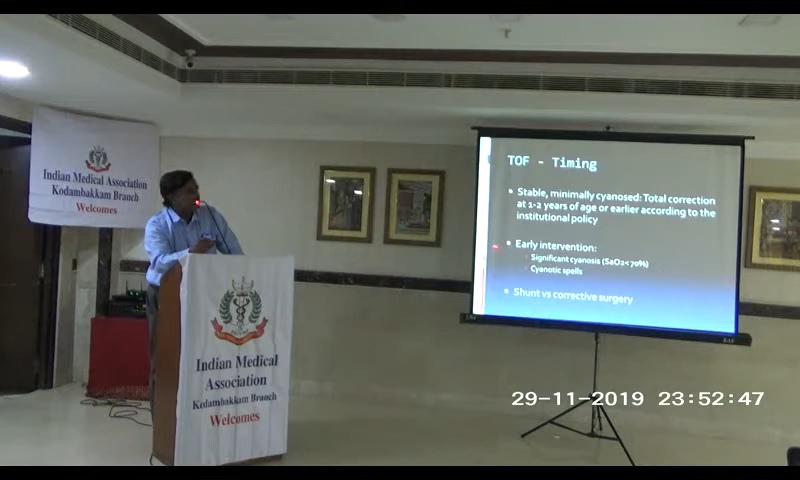 Indian Medical Association
Kodambakkam Branch
Welcomes
Indian Medical
Association
Kodambakkam Branch
Welcomes
TOF - Timing
Stable, minimally cyanosed: Total correction
at 1-2 years of age or earlier according to the
institutional policy
Early intervention:
Significant cyanosis (SaO2< 70%)
Cyanotic spells
Shunt vs corrective surgery
29-11-2019 23:52:47